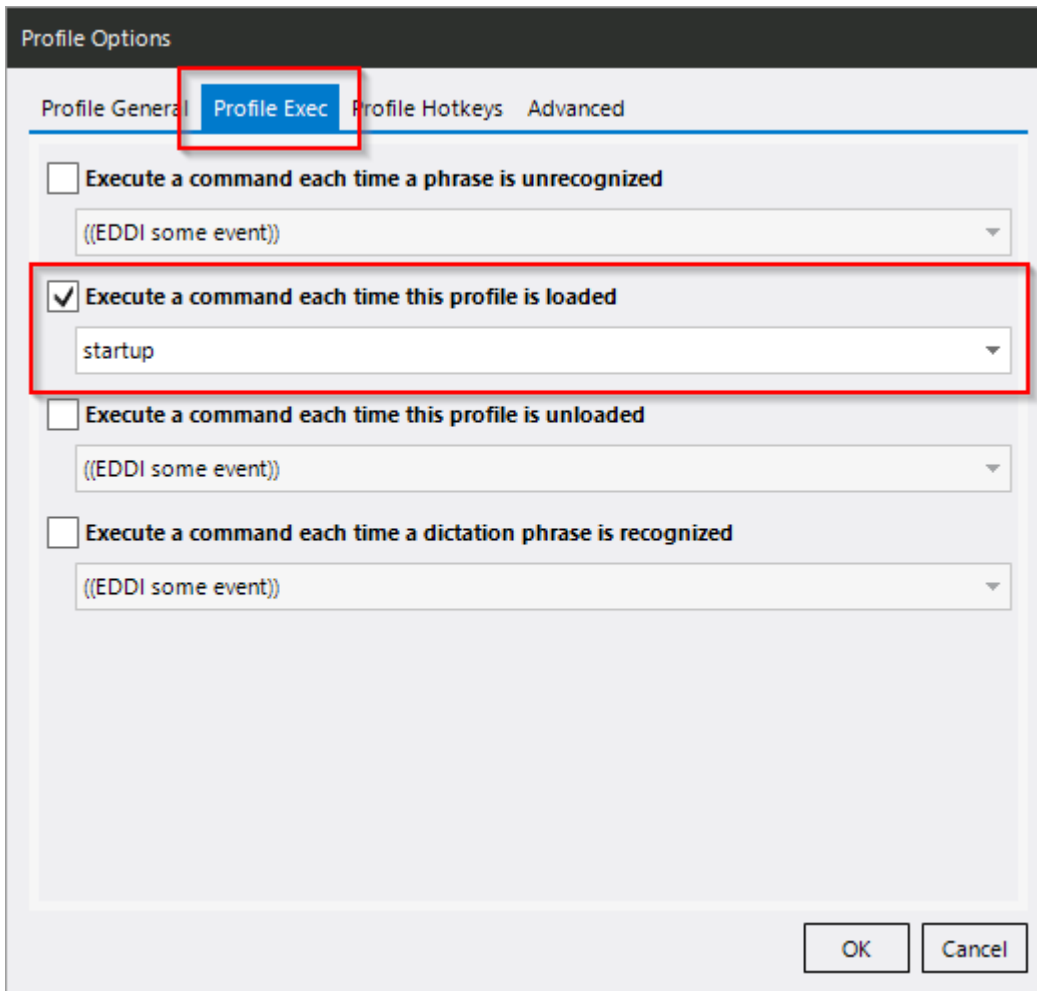 Profile Options
Profile General Profile Exec Profile Hotkeys Advanced
Execute a command each time a phrase is unrecognized
((EDDI some event))
Execute a command each time this profile is loaded
startup
Execute a command each time this profile is unloaded
((EDDI some event))
Execute a command each time a dictation phrase is recognized
((EDDI some event))
OK Cancel